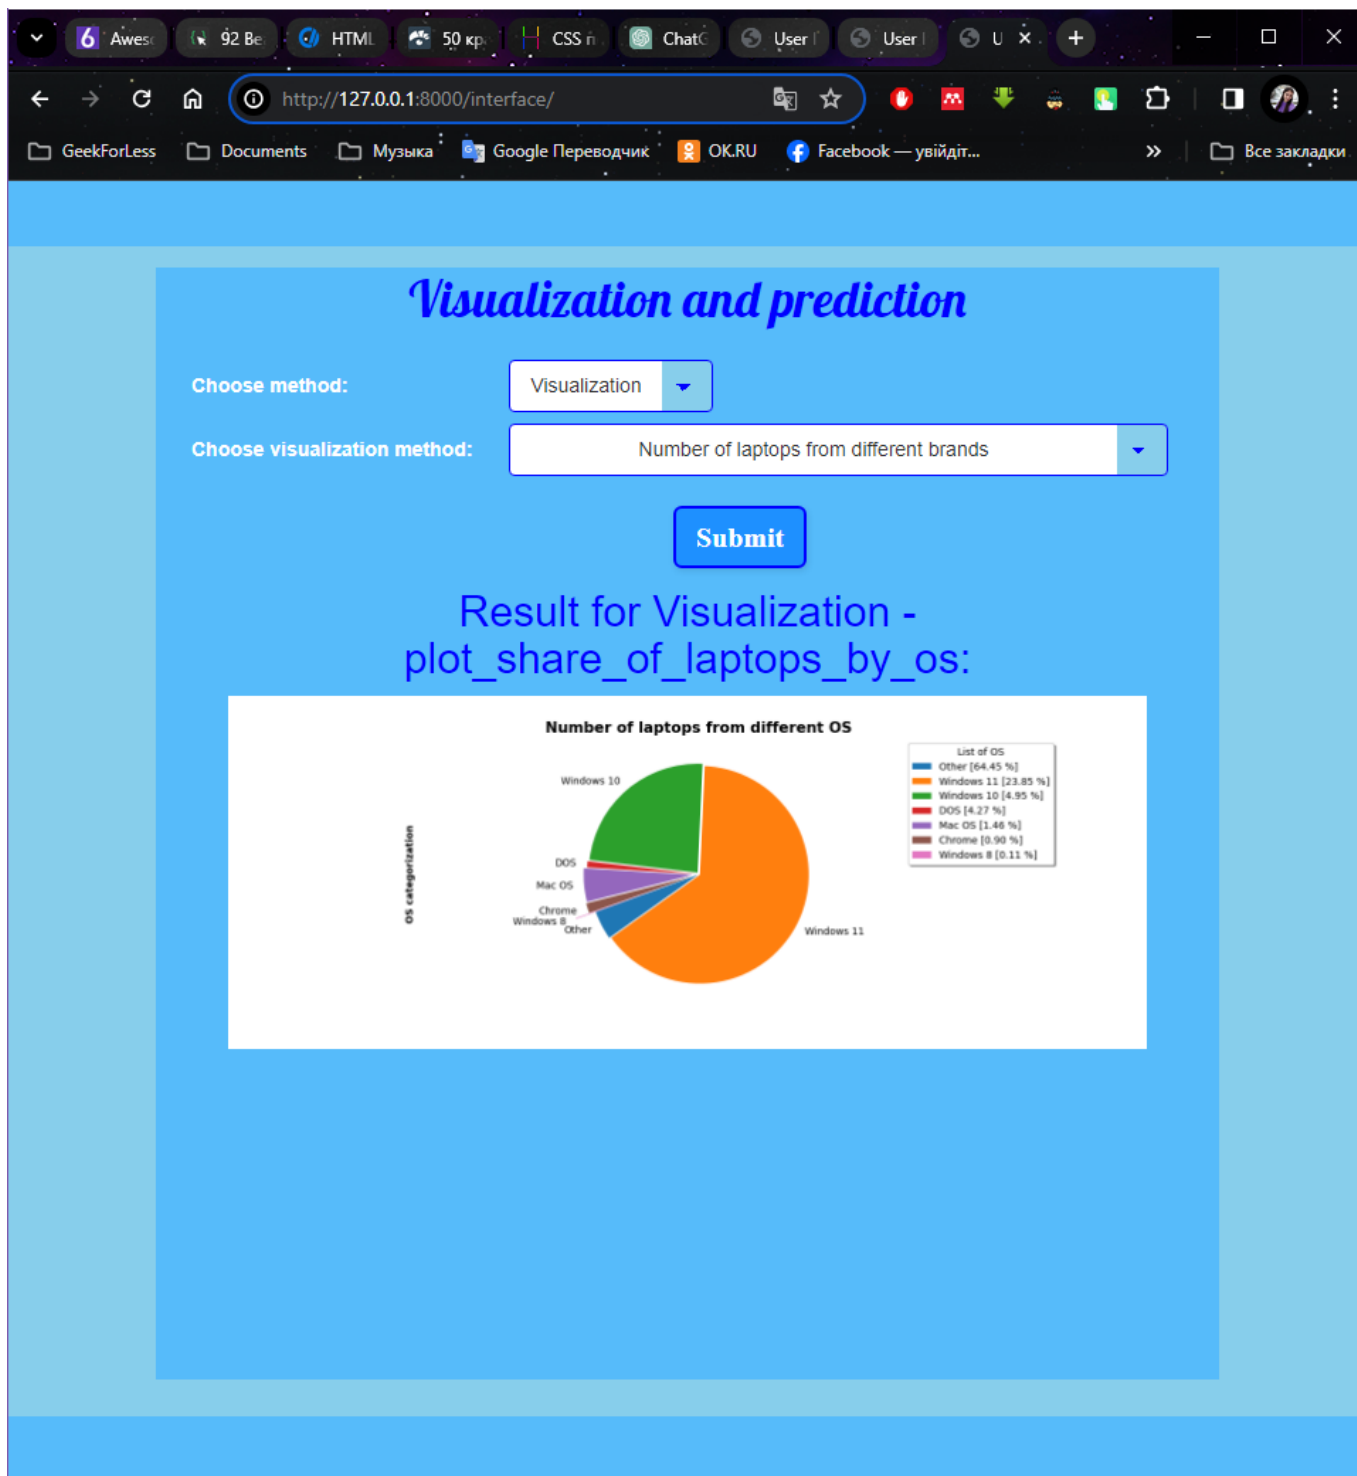 6 Awes
92 Be
HTML
50 кр
CSS п
ChatG
User
User
U
http://127.0.0.1:8000/interface/
GeekForLess Documents Музыка Google Переводчик OK.RU Facebook — увійдіт... Все закладки
Visualization and prediction
Choose method: Visualization
Choose visualization method: Number of laptops from different brands
Submit
Result for Visualization -
plot_share_of_laptops_by_os:
Number of laptops from different OS
List of OS
Other [64.45 %]
Windows 11 [23.85 %]
Windows 10 [4.95 %]
DOS [4.27 %]
Mac OS [1.46 %]
Chrome [0.90 %]
Windows 8 [0.11 %]
OS categorization
Windows 10
DOS
Mac OS
Chrome
Windows 8
Other
Windows 11